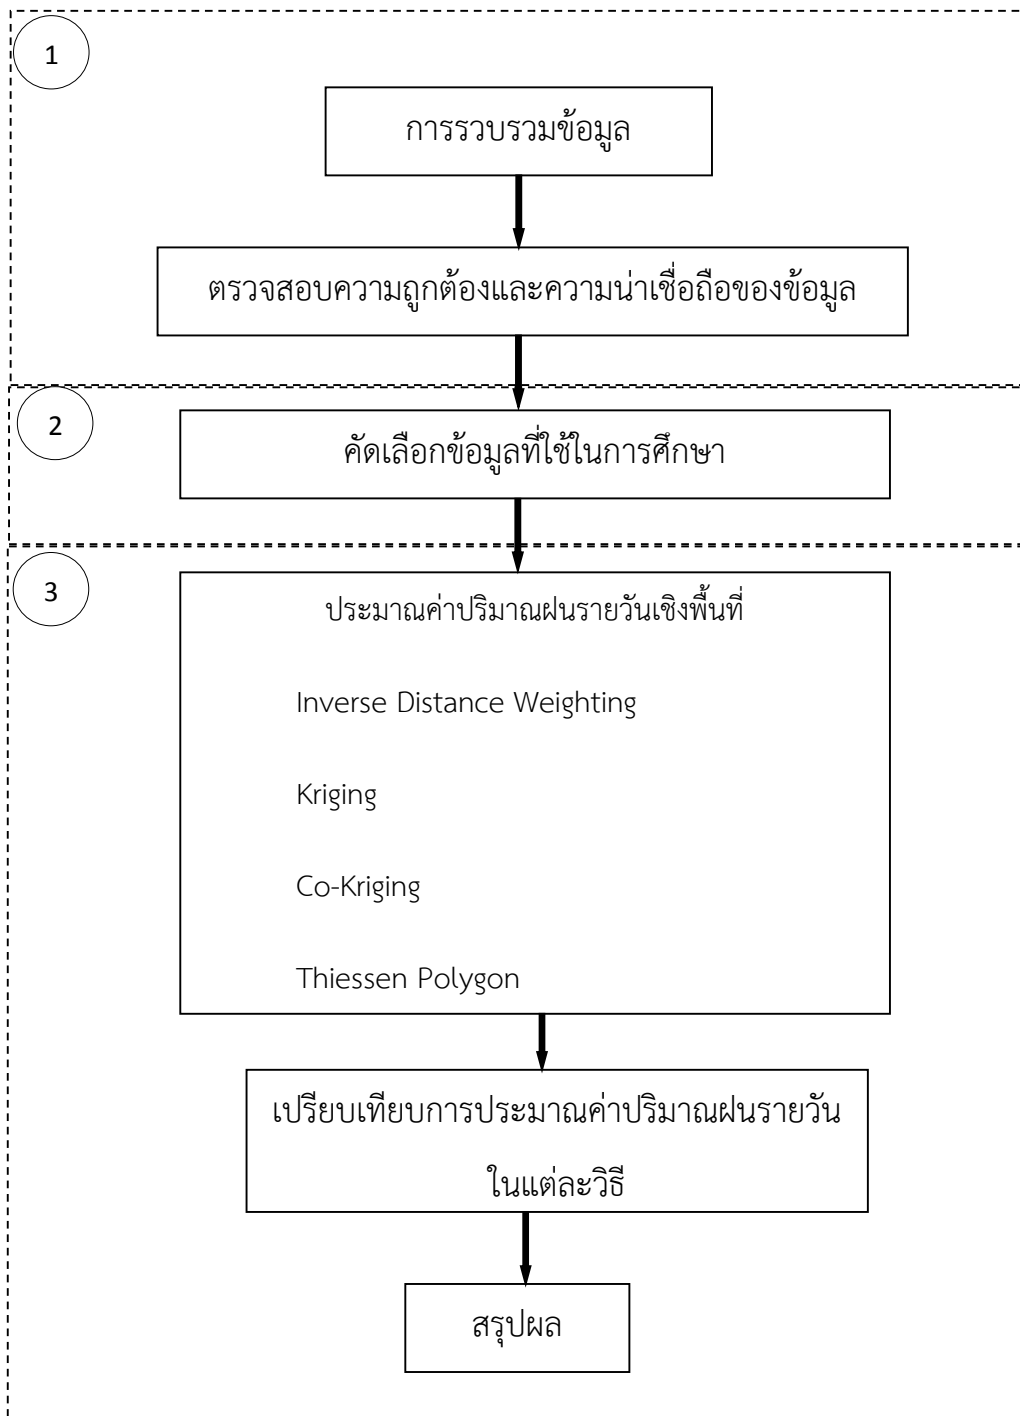 1
การรวบรวมข้อมูล
ตรวจสอบความถูกต้องและความน่าเชื่อถือของข้อมูล
2
คัดเลือกข้อมูลที่ใช้ในการศึกษา
3
ประมาณค่าปริมาณฝนรายวันเชิงพื้นที่
Inverse Distance Weighting
Kriging
Co-Kriging
Thiessen Polygon
เปรียบเทียบการประมาณค่าปริมาณฝนรายวัน
ในแต่ละวิธี
สรุปผล